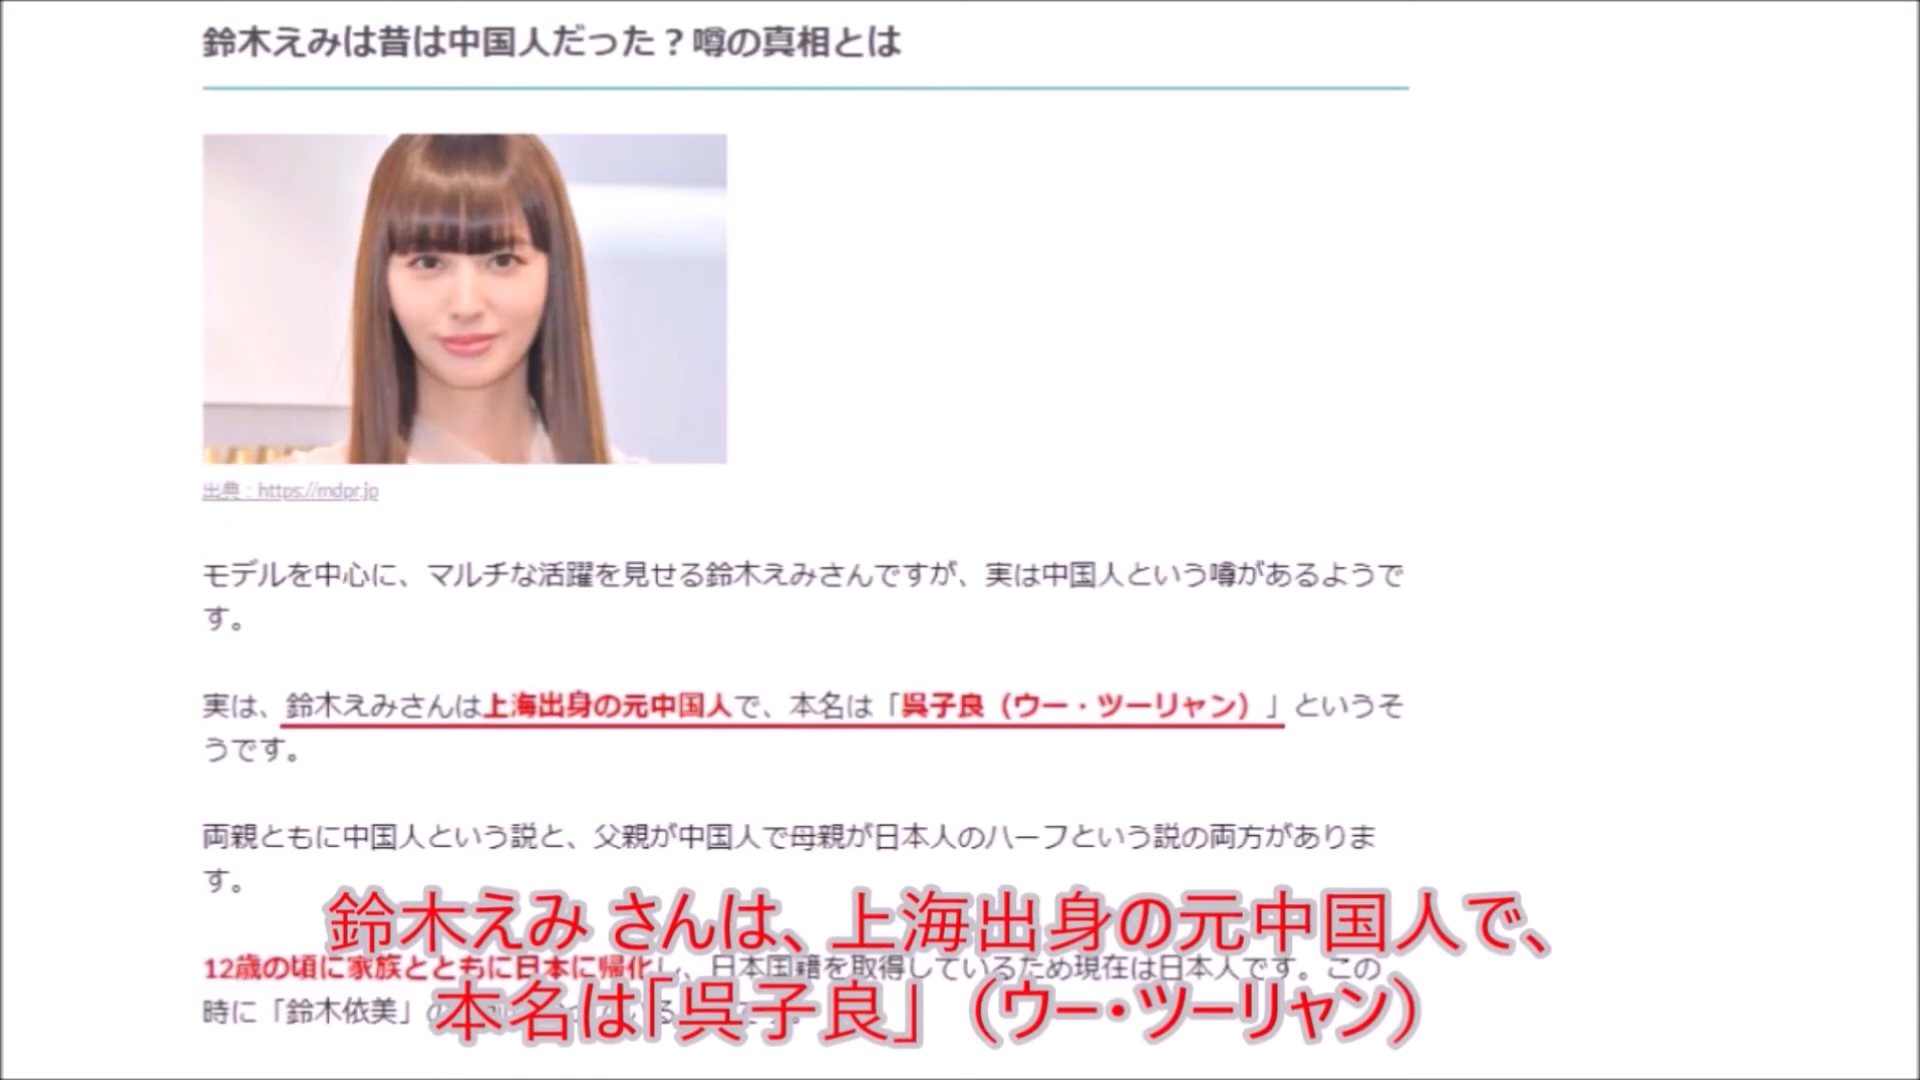 鈴木えみは昔は中国人だった？噂の真相とは
出典：https://mdpr.jp
モデルを中心に、マルチな活躍を見せる鈴木えみさんですが、実は中国人という噂があるようで
す。
実は、鈴木えみさんは上海出身の元中国人で、本名は「呉子良（ウー・ツーリャン）」というそ
うです。
両親ともに中国人という説と、父親が中国人で母親が日本人のハーフという説の両方がありま
す。
鈴木えみ さんは、上海出身の元中国人で、
12歳の頃に家族とともに日本に帰化し、日本国籍を取得しているため現在は日本人です。この
時に「鈴木依美」
本名は「呉子良」（ウー・ツーリャン）